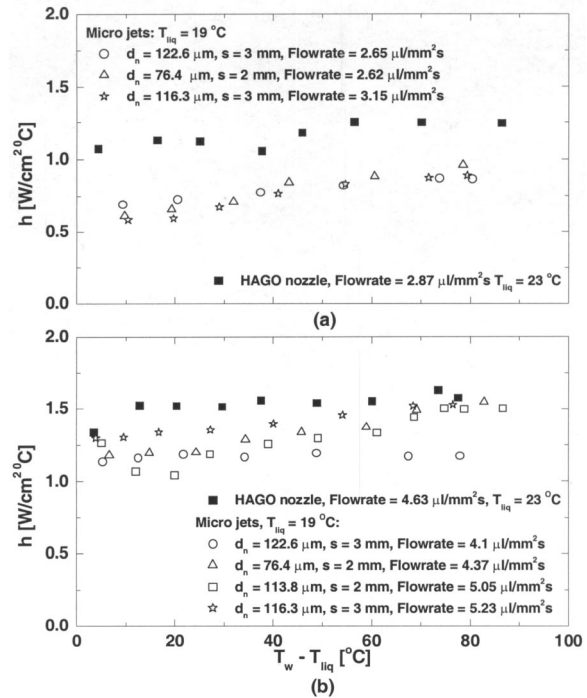 2.0
1.5
1.0
0.5
0.0
h [W/cm² ⁰C]
Micro jets: T_liq = 19 °C
○ d_n = 122.6 μm, s = 3 mm, Flowrate = 2.65 μl/mm²s
△ d_n = 76.4 μm, s = 2 mm, Flowrate = 2.62 μl/mm²s
☆ d_n = 116.3 μm, s = 3 mm, Flowrate = 3.15 μl/mm²s
■ HAGO nozzle, Flowrate = 2.87 μl/mm²s T_liq = 23 °C
(a)
2.0
1.5
1.0
0.5
0.0
h [W/cm² ⁰C]
■ HAGO nozzle, Flowrate = 4.63 μl/mm²s, T_liq = 23 °C
Micro jets, T_liq = 19 °C:
○ d_n = 122.6 μm, s = 3 mm, Flowrate = 4.1 μl/mm²s
△ d_n = 76.4 μm, s = 2 mm, Flowrate = 4.37 μl/mm²s
□ d_n = 113.8 μm, s = 2 mm, Flowrate = 5.05 μl/mm²s
☆ d_n = 116.3 μm, s = 3 mm, Flowrate = 5.23 μl/mm²s
0 20 40 60 80 100
T_w - T_liq [°C]
(b)